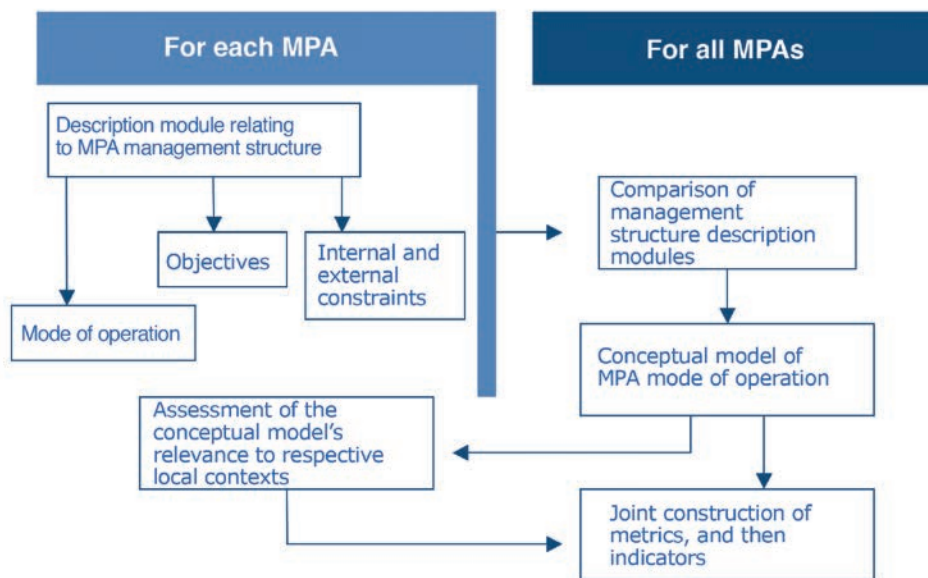 For each MPA
For all MPAs
Description module relating
to MPA management structure
Objectives
Internal and
external
constraints
Mode of operation
Comparison of
management
structure description
modules
Conceptual model of
MPA mode of operation
Assessment of the
conceptual model's
relevance to respective
local contexts
Joint construction of
metrics, and then
indicators